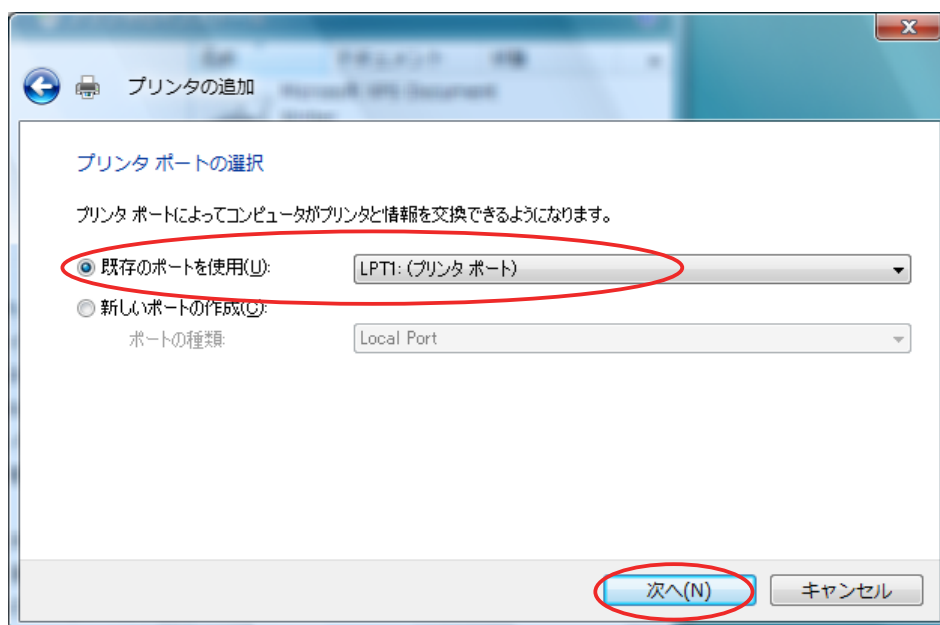 プリンタの追加
プリンタ ポートの選択
プリンタ ポートによってコンピュータがプリンタと情報を交換できるようになります。
既存のポートを使用(U): LPT1: (プリンタ ポート)
新しいポートの作成(C):
ポートの種類: Local Port
次へ(N) キャンセル